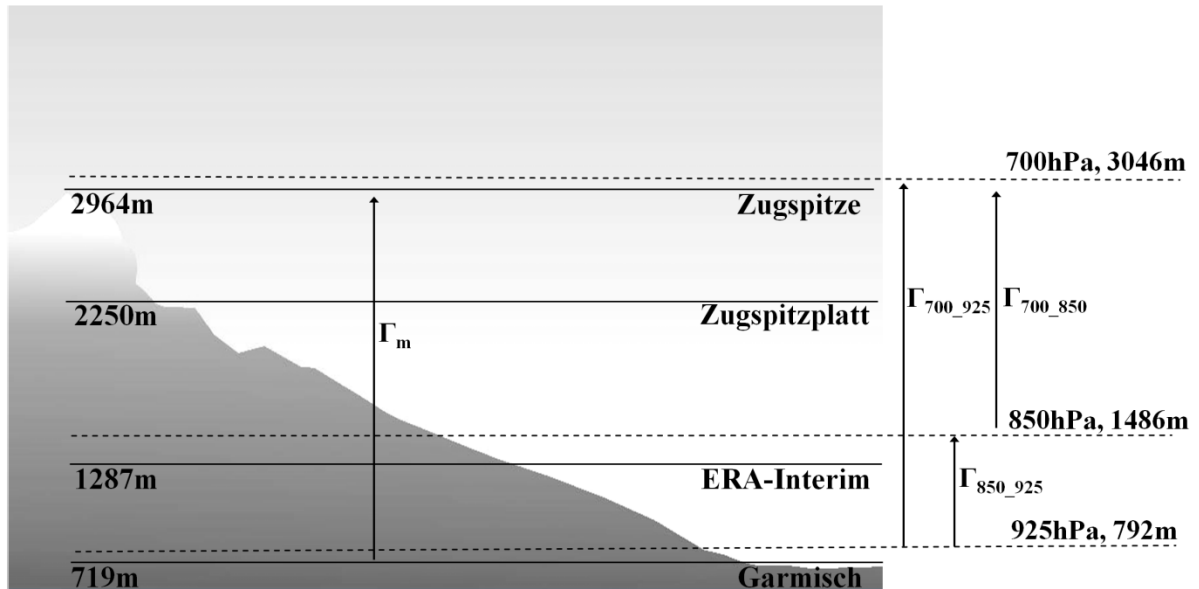 700hPa, 3046m
2964m Zugspitze
Γ700_925 Γ700_850
2250m Zugspitzplatt
Γm
850hPa, 1486m
1287m ERA-Interim
Γ850_925
925hPa, 792m
719m Garmisch